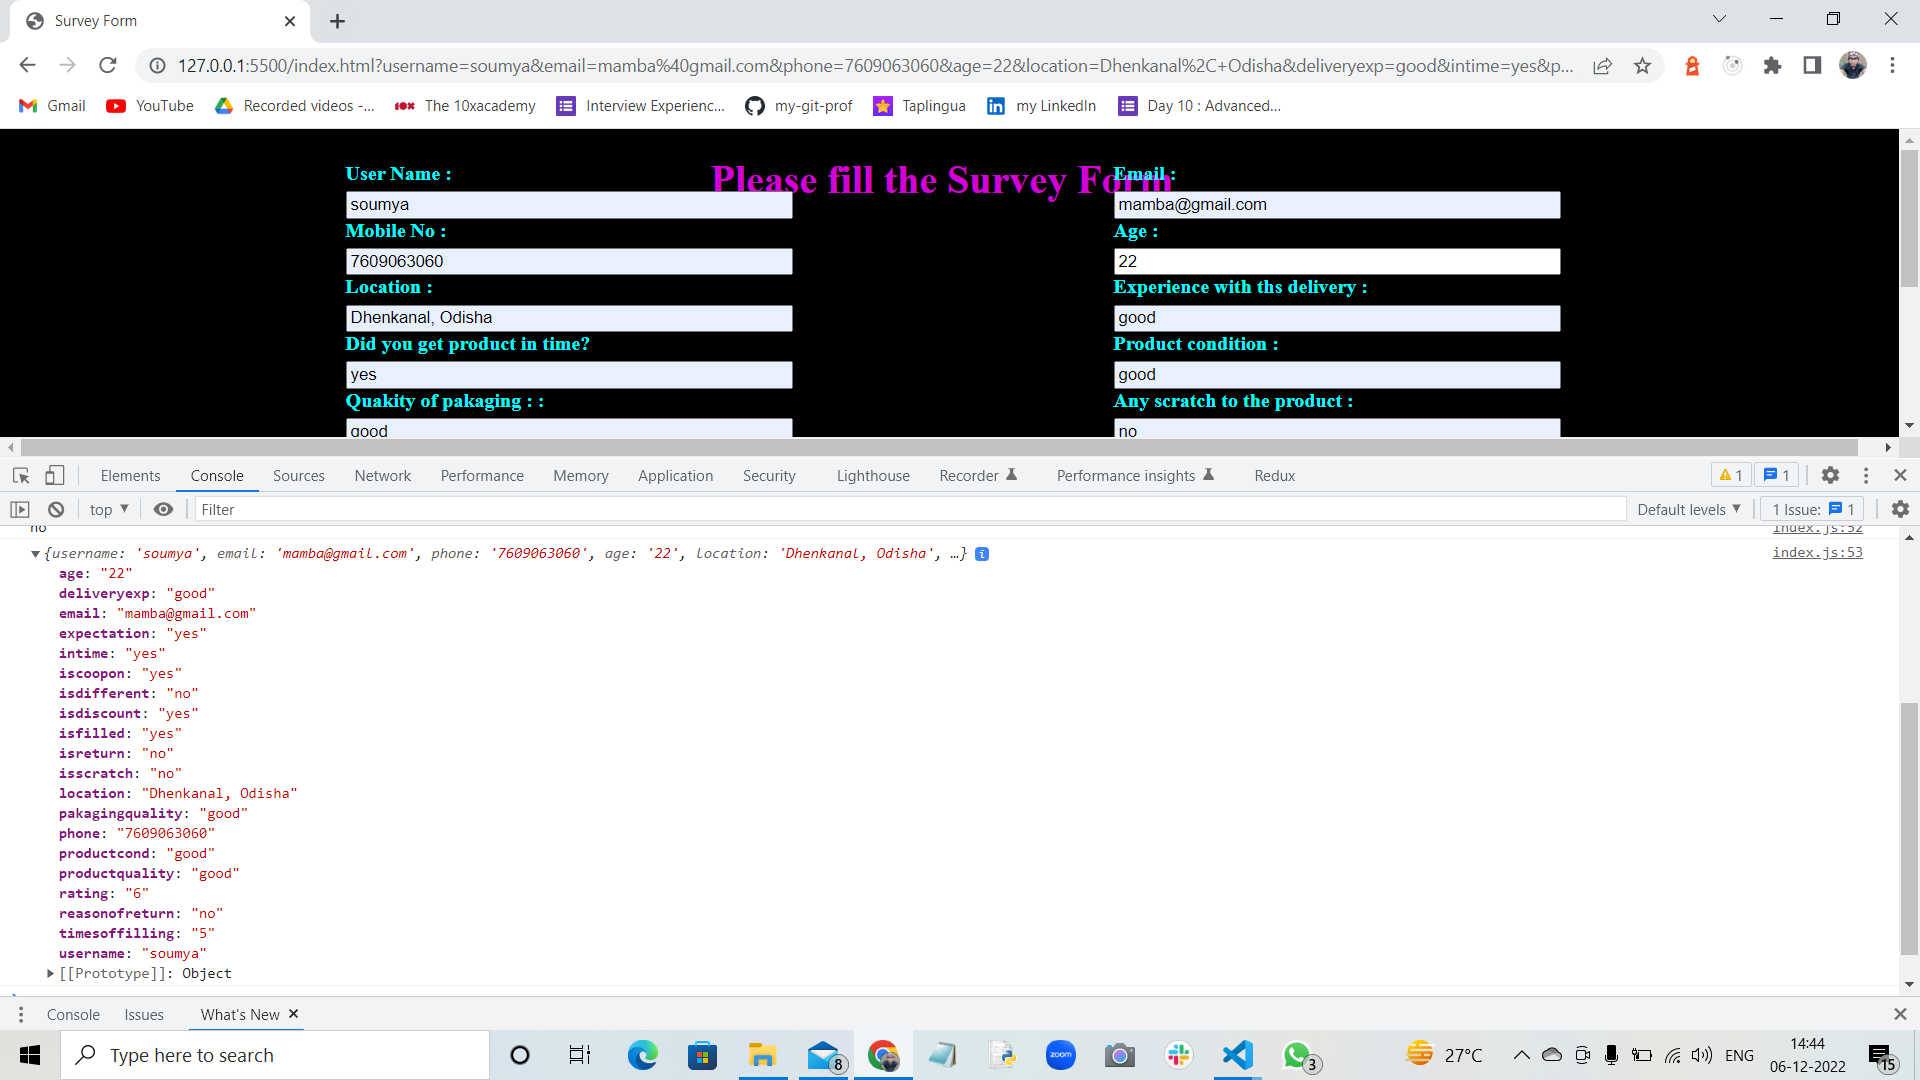 Survey Form
127.0.0.1:5500/index.html?username=soumya&email=mamba%40gmail.com&phone=7609063060&age=22&location=Dhenkanal%2C+Odisha&deliveryexp=good&intime=yes&p...
Gmail YouTube Recorded videos -... The 10xacademy Interview Experienc... my-git-prof Taplingua my LinkedIn Day 10 : Advanced...
Please fill the Survey Form
User Name : Email :
soumya mamba@gmail.com
Mobile No : Age :
7609063060 22
Location : Experience with ths delivery :
Dhenkanal, Odisha good
Did you get product in time? Product condition :
yes good
Quakity of pakaging : : Any scratch to the product :
good no
Elements Console Sources Network Performance Memory Application Security Lighthouse Recorder Performance insights Redux 1 1
top Filter Default levels 1 Issue: 1
no index.js:52
{username: 'soumya', email: 'mamba@gmail.com', phone: '7609063060', age: '22', location: 'Dhenkanal, Odisha', …} i index.js:53
age: "22"
deliveryexp: "good"
email: "mamba@gmail.com"
expectation: "yes"
intime: "yes"
iscoopon: "yes"
isdifferent: "no"
isdiscount: "yes"
isfilled: "yes"
isreturn: "no"
isscratch: "no"
location: "Dhenkanal, Odisha"
pakagingquality: "good"
phone: "7609063060"
productcond: "good"
productquality: "good"
rating: "6"
reasonofreturn: "no"
timesoffilling: "5"
username: "soumya"
[[Prototype]]: Object
Console Issues What's New
Type here to search 8 zoom 3 27°C ENG 14:44
06-12-2022 15